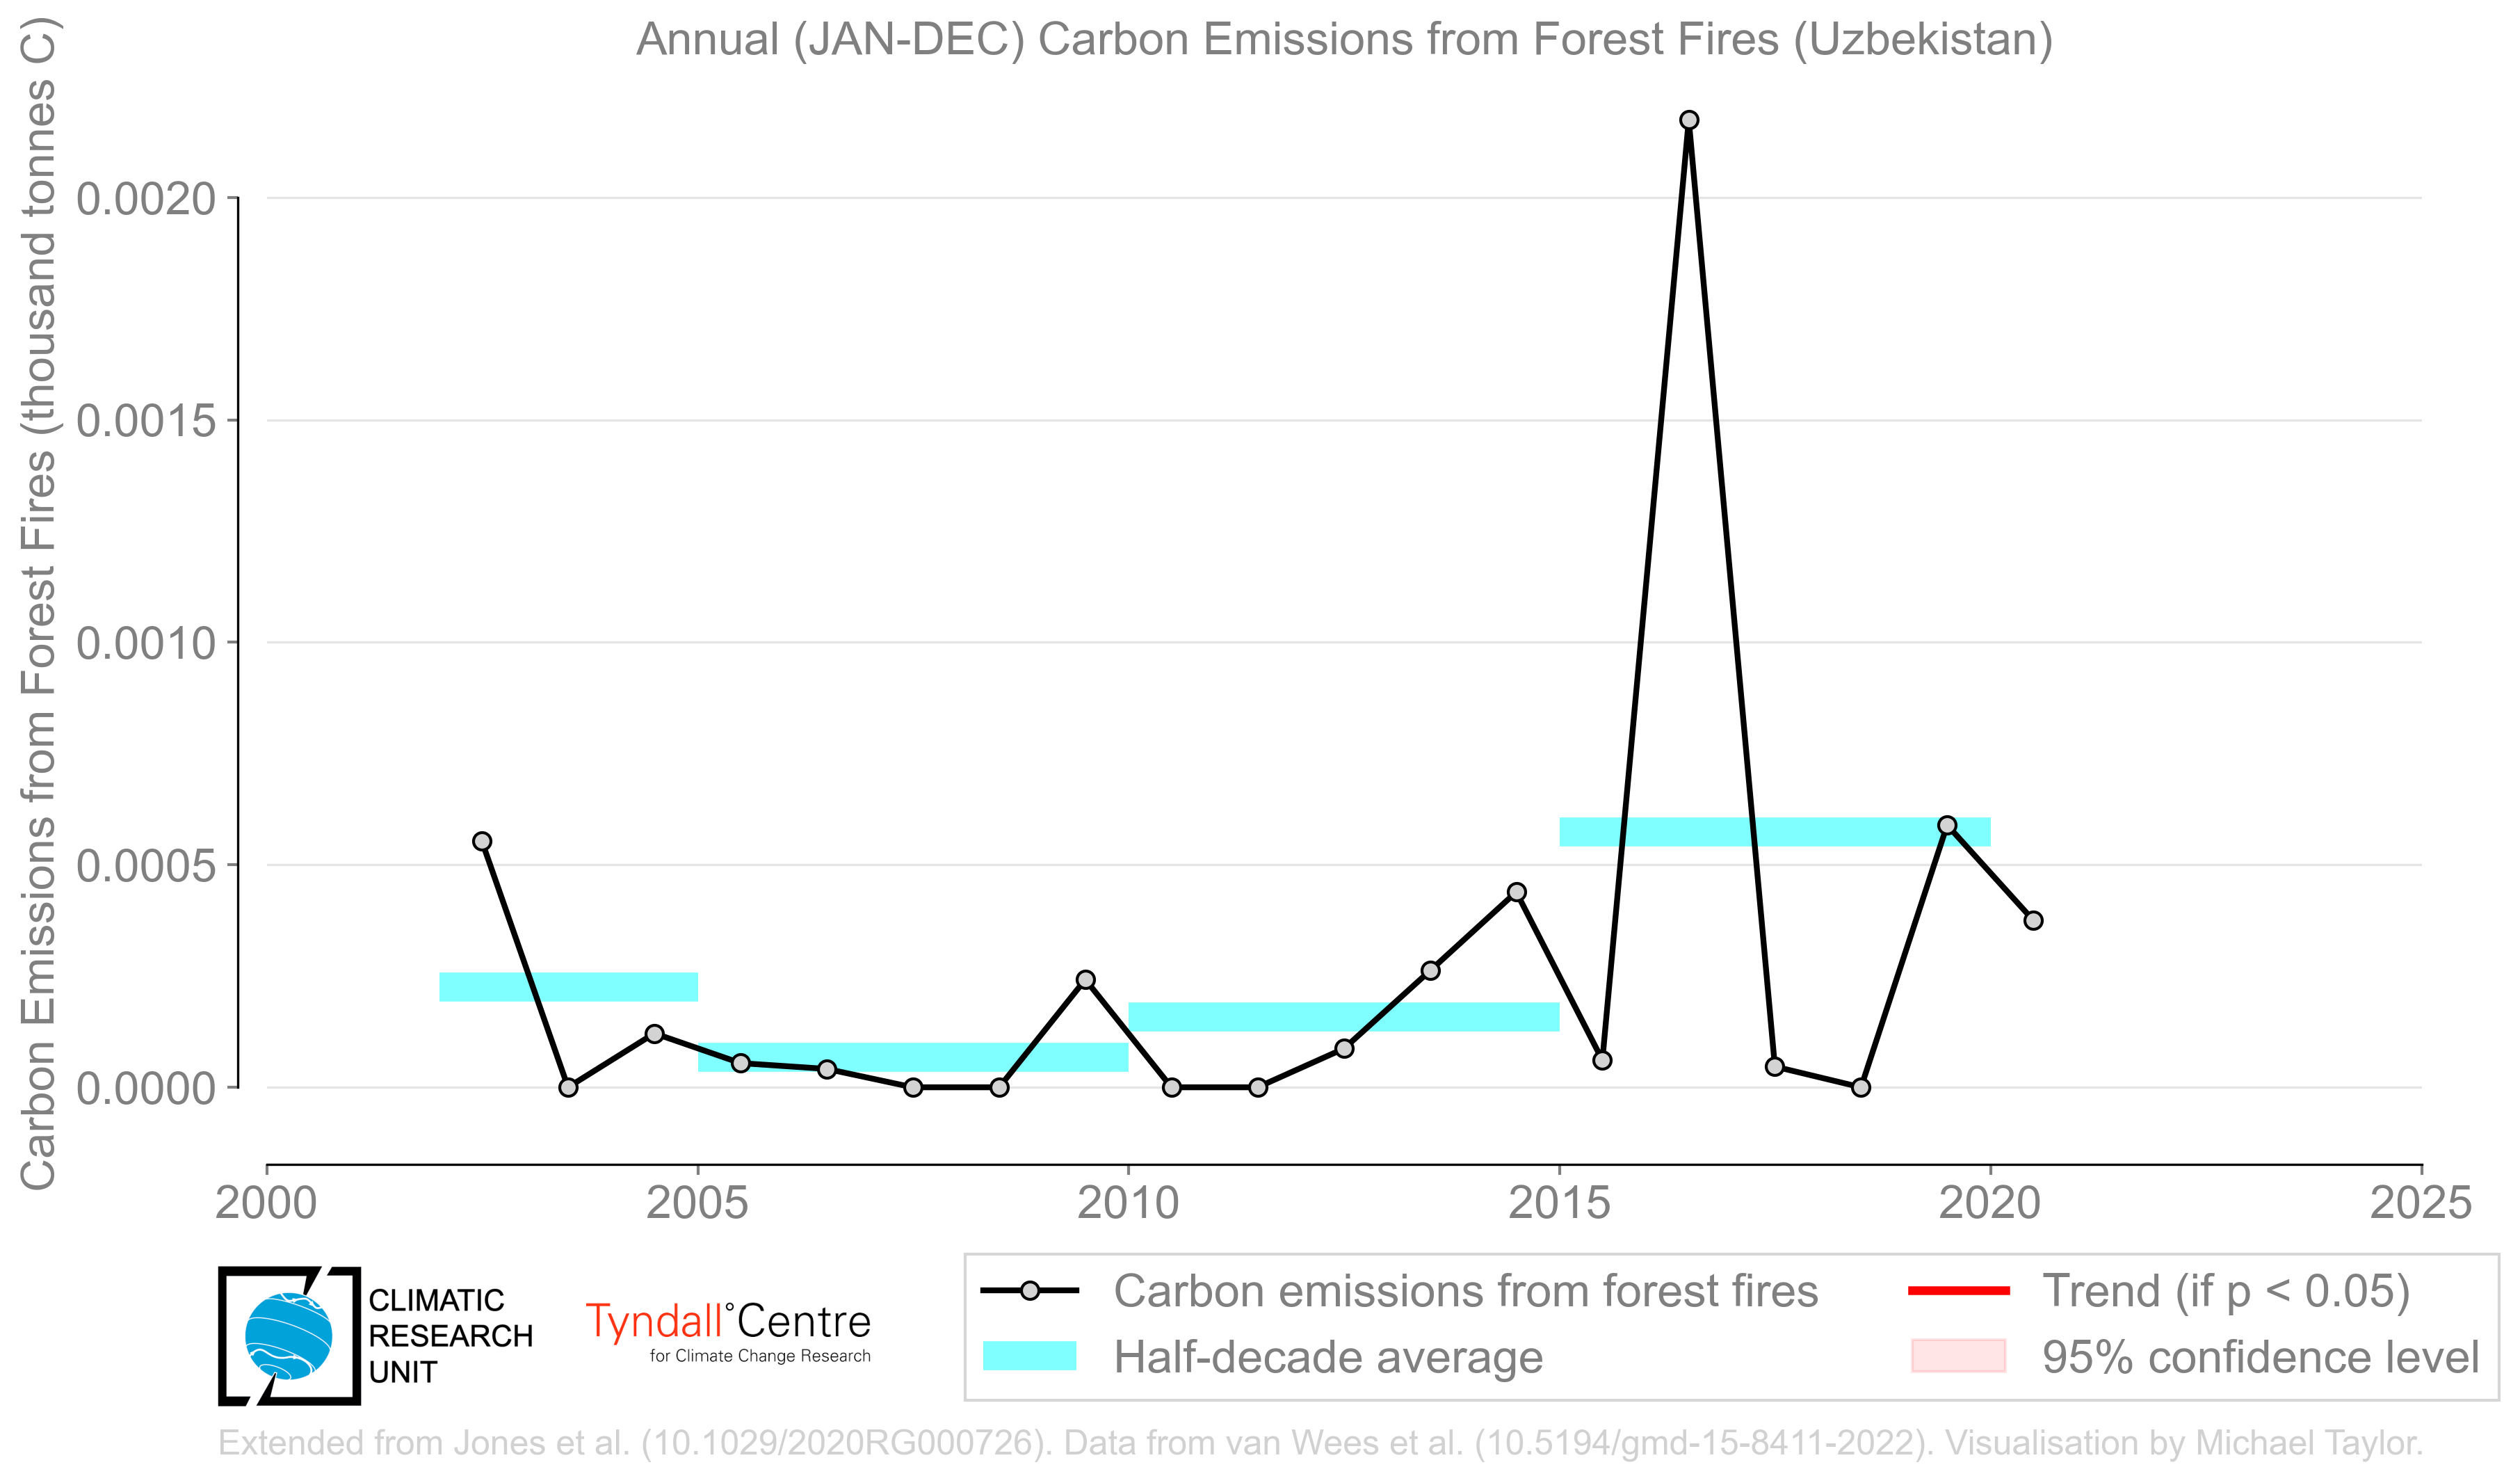 Annual (JAN-DEC) Carbon Emissions from Forest Fires (Uzbekistan)
Carbon Emissions from Forest Fires (thousand tonnes C)
0.0020
0.0015
0.0010
0.0005
0.0000
2000 2005 2010 2015 2020 2025
CLIMATIC
RESEARCH
UNIT
Tyndall°Centre
for Climate Change Research
Carbon emissions from forest fires
Half-decade average
Trend (if p < 0.05)
95% confidence level
Extended from Jones et al. (10.1029/2020RG000726). Data from van Wees et al. (10.5194/gmd-15-8411-2022). Visualisation by Michael Taylor.